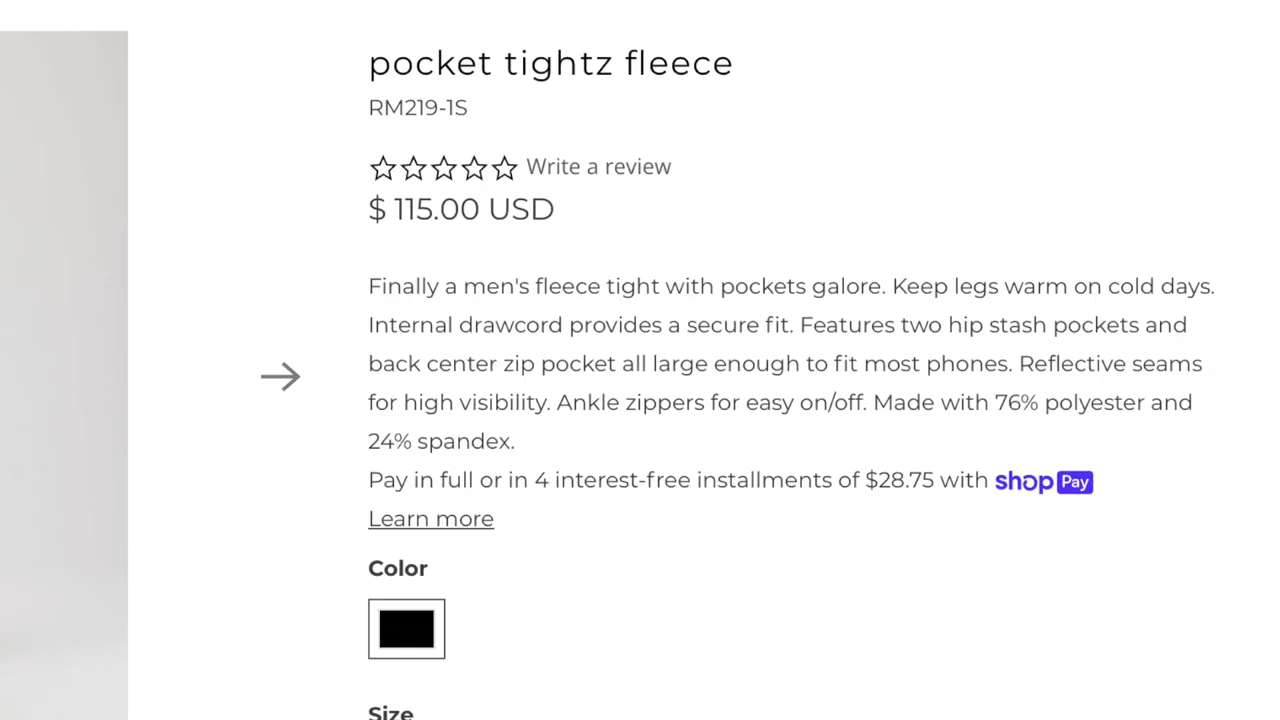 pocket tightz fleece
RM219-1S
Write a review
$ 115.00 USD
Finally a men's fleece tight with pockets galore. Keep legs warm on cold days.
Internal drawcord provides a secure fit. Features two hip stash pockets and
back center zip pocket all large enough to fit most phones. Reflective seams
for high visibility. Ankle zippers for easy on/off. Made with 76% polyester and
24% spandex.
Pay in full or in 4 interest-free installments of $28.75 with shop Pay
Learn more
Color
Size